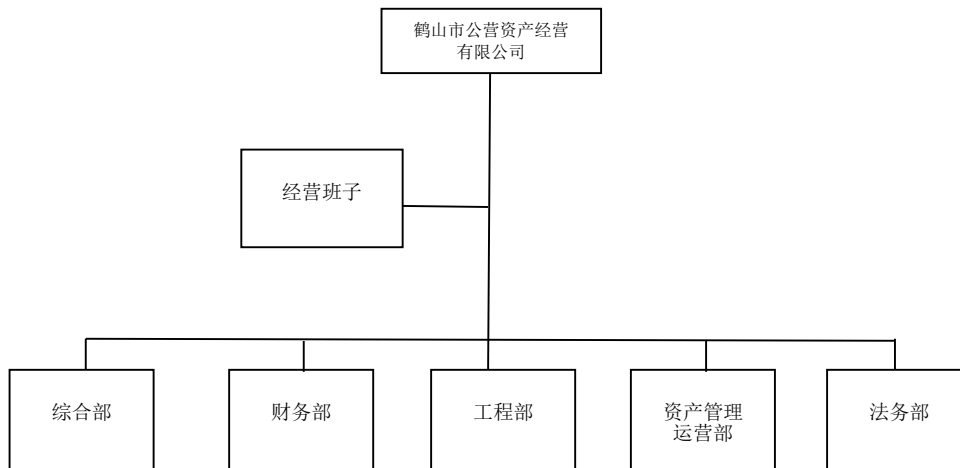 鹤山市公营资产经营
有限公司
经营班子
综合部
财务部
工程部
资产管理
运营部
法务部